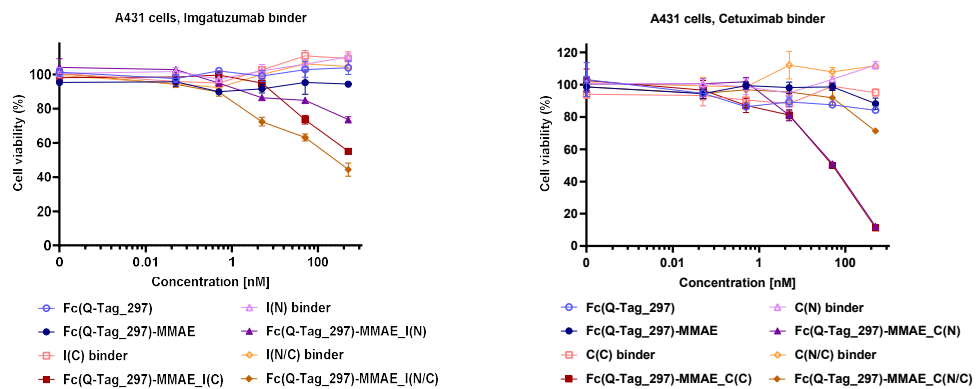 A431 cells, Imgatuzumab binder
Cell viability (%)
100
80
60
40
20
0
0
0.01
1
100
Concentration [nM]
Fc(Q-Tag_297)
I(N) binder
Fc(Q-Tag_297)-MMAE
Fc(Q-Tag_297)-MMAE_I(N)
I(C) binder
I(N/C) binder
Fc(Q-Tag_297)-MMAE_I(C)
Fc(Q-Tag_297)-MMAE_I(N/C)
A431 cells, Cetuximab binder
Cell viability (%)
120
100
80
60
40
20
0
0
0.01
1
100
Concentration [nM]
Fc(Q-Tag_297)
C(N) binder
Fc(Q-Tag_297)-MMAE
Fc(Q-Tag_297)-MMAE_C(N)
C(C) binder
C(N/C) binder
Fc(Q-Tag_297)-MMAE_C(C)
Fc(Q-Tag_297)-MMAE_C(N/C)